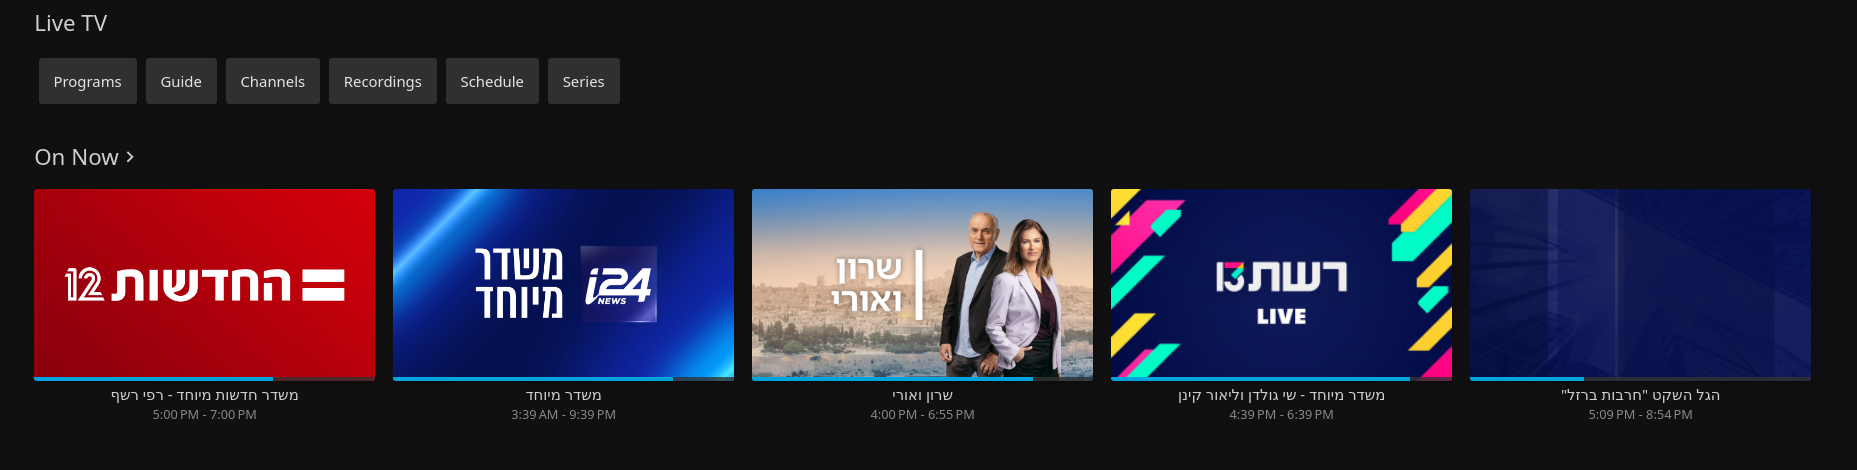 Live TV
Programs
Guide
Channels
Recordings
Schedule
Series
On Now
החדשות 12
משדר חדשות מיוחד - רפי רשף
5:00 PM - 7:00 PM
משדר
מיוחד
i24
NEWS
משדר מיוחד
3:39 AM - 9:39 PM
שרון
ואורי
שרון ואורי
4:00 PM - 6:55 PM
רשת 13
LIVE
משדר מיוחד - שי גולדן וליאור קינן
4:39 PM - 6:39 PM
הגל השקט "חרבות ברזל"
5:09 PM - 8:54 PM